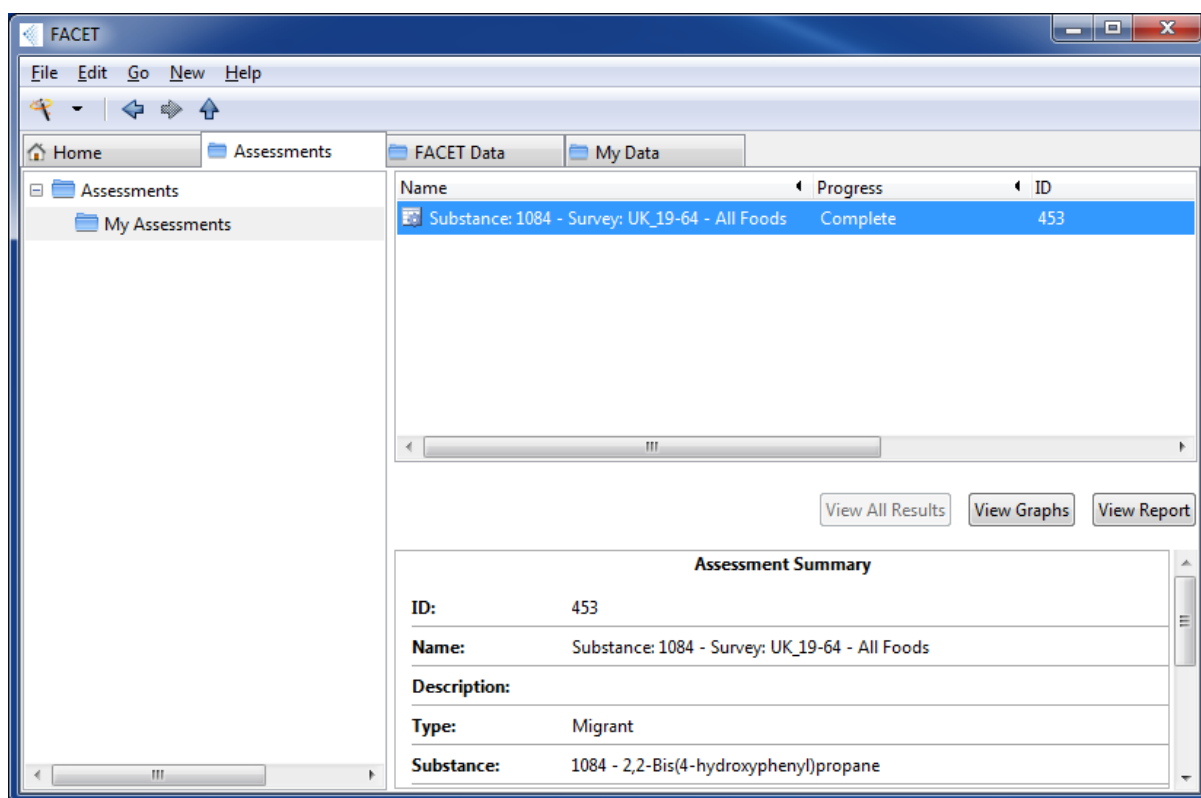 FACET
File Edit Go New Help
Home Assessments FACET Data My Data
Assessments
My Assessments
Name Progress ID
Substance: 1084 - Survey: UK_19-64 - All Foods Complete 453
View All Results View Graphs View Report
Assessment Summary
ID: 453
Name: Substance: 1084 - Survey: UK_19-64 - All Foods
Description:
Type: Migrant
Substance: 1084 - 2,2-Bis(4-hydroxyphenyl)propane